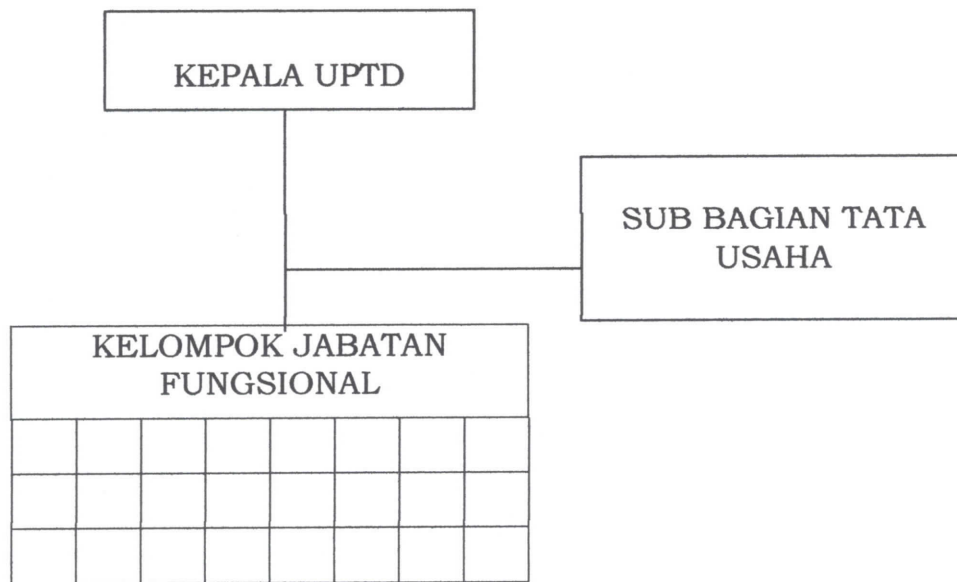 KEPALA UPTD
SUB BAGIAN TATA
USAHA
KELOMPOK JABATAN
FUNGSIONAL